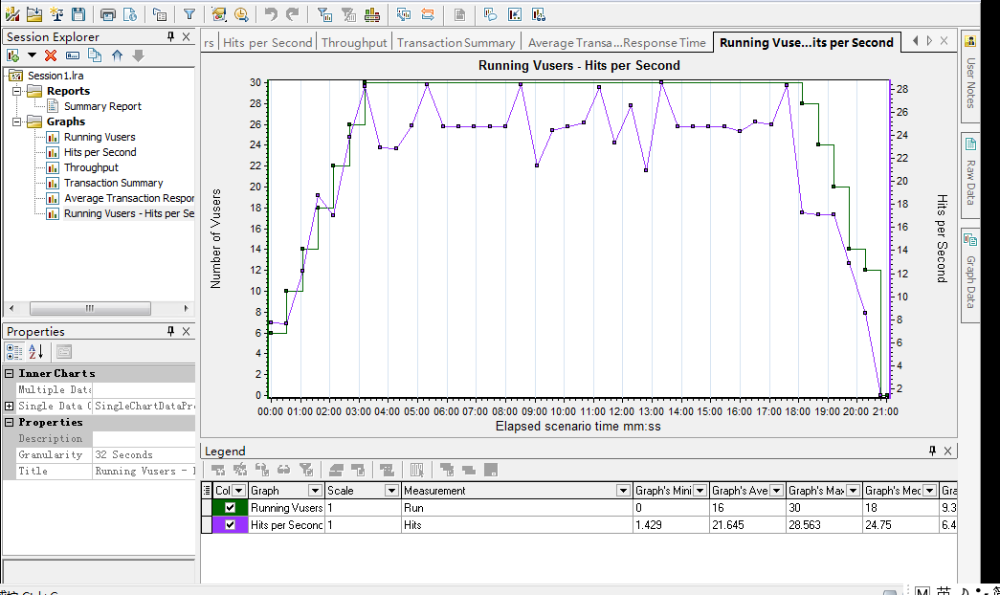 Session Explorer
Session1.lra
Reports
Summary Report
Graphs
Running Vusers
Hits per Second
Throughput
Transaction Summary
Average Transaction Respor
Running Vusers - Hits per Se
Properties
InnerCharts
Multiple Data
Single Data C SingleChartDataPro
Properties
Description
Granularity 32 Seconds
Title Running Vusers -
rs Hits per Second Throughput Transaction Summary Average Transa...Response Time Running Vuse...its per Second
Running Vusers - Hits per Second
Number of Vusers
30
28
26
24
22
20
18
16
14
12
10
8
6
4
2
0
28
26
24
22
20
18
16
14
12
10
8
6
4
2
Hits per Second
00:00 01:00 02:00 03:00 04:00 05:00 06:00 07:00 08:00 09:00 10:00 11:00 12:00 13:00 14:00 15:00 16:00 17:00 18:00 19:00 20:00 21:00
Elapsed scenario time mm:ss
User Notes
Raw Data
Graph Data
Legend
Col Graph Scale Measurement Graph's Mini Graph's Ave Graph's Max Graph's Med Gra
Running Vusers 1 Run 0 16 30 18 9.3
Hits per Second 1 Hits 1.429 21.645 28.563 24.75 6.4
M 英